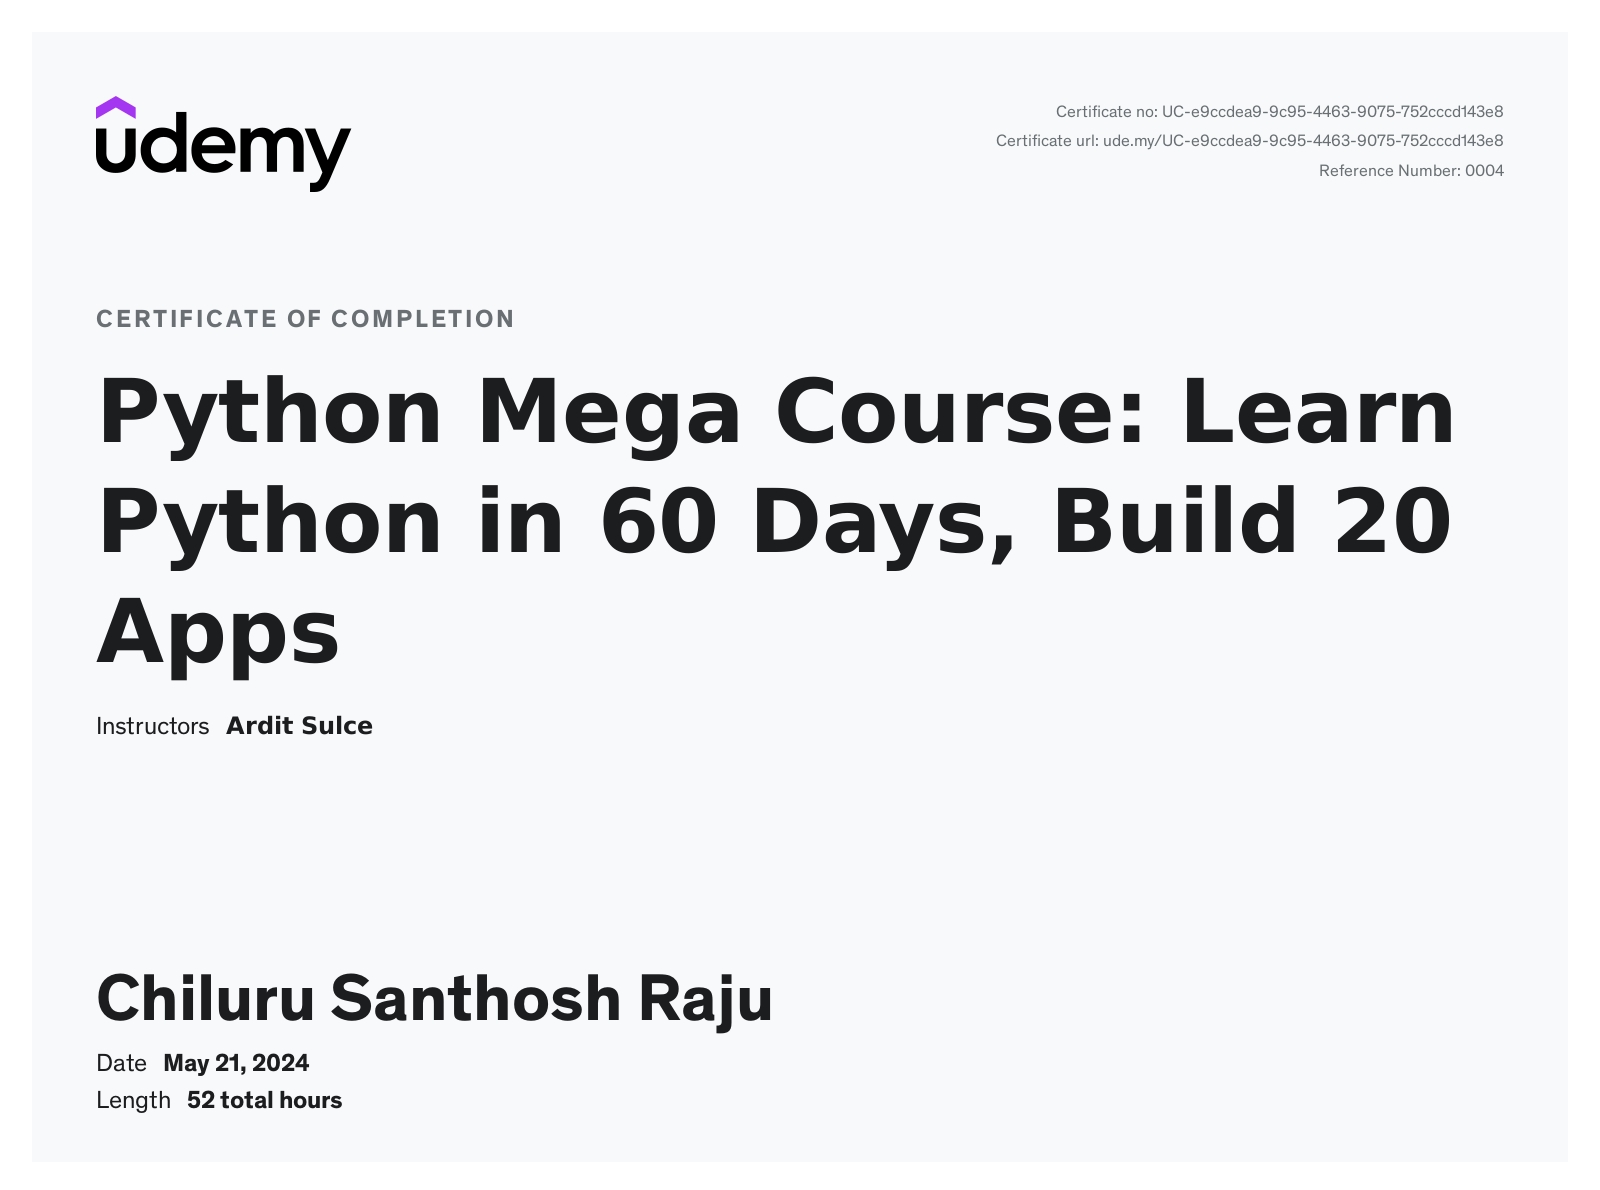 udemy
Certificate no: UC-e9ccdea9-9c95-4463-9075-752cccd143e8
Certificate url: ude.my/UC-e9ccdea9-9c95-4463-9075-752cccd143e8
Reference Number: 0004
CERTIFICATE OF COMPLETION
Python Mega Course: Learn
Python in 60 Days, Build 20
Apps
Instructors Ardit Sulce
Chiluru Santhosh Raju
Date May 21, 2024
Length 52 total hours